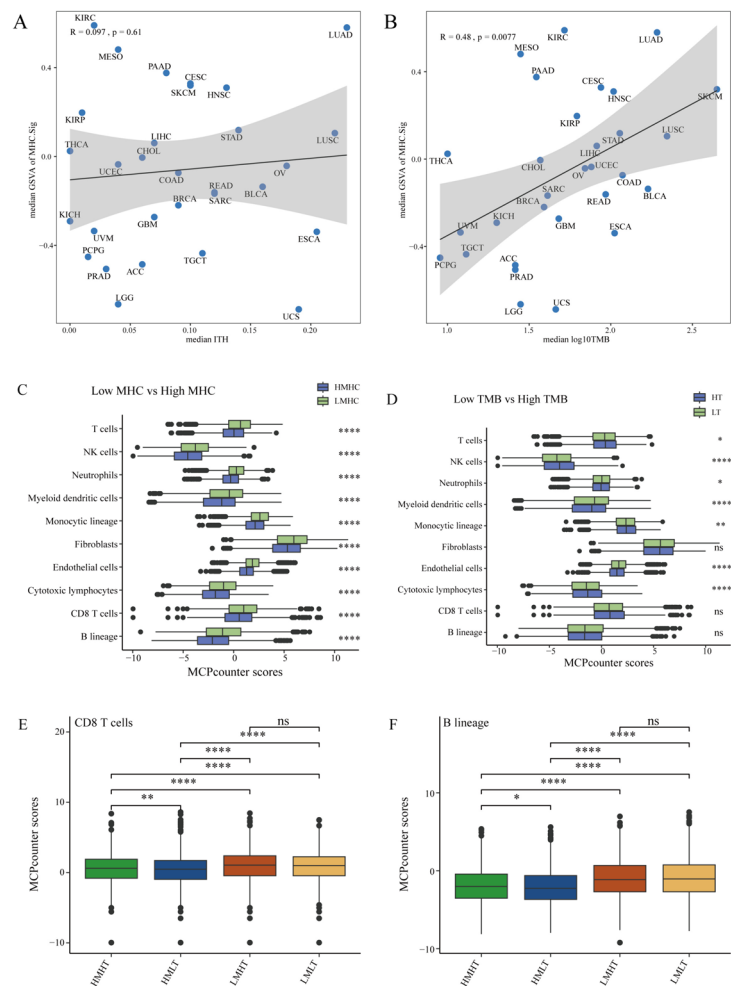 A
R = 0.097 , p = 0.61
KIRC
LUAD
MESO
PAAD
CESC
SKCM
HNSC
KIRP
LIHC
STAD
LUSC
THCA
CHOL
UCEC
COAD
OV
READ
SARC
BLCA
BRCA
KICH
GBM
UVM
ESCA
PCPG
TGCT
PRAD
ACC
LGG
UCS
0.4
0.0
−0.4
median GSVA of MHC.Sig
0.00
0.05
0.10
0.15
0.20
median ITH
B
R = 0.48 , p = 0.0077
KIRC
LUAD
MESO
PAAD
CESC
HNSC
SKCM
KIRP
STAD
LUSC
LIHC
THCA
CHOL
UCEC
OV
COAD
SARC
READ
BLCA
BRCA
KICH
GBM
UVM
ESCA
TGCT
PCPG
ACC
PRAD
LGG
UCS
0.4
0.0
−0.4
median GSVA of MHC.Sig
1.0
1.5
2.0
2.5
median log10TMB
C
Low MHC vs High MHC
HMHC
LMHC
T cells
****
NK cells
****
Neutrophils
****
Myeloid dendritic cells
****
Monocytic lineage
****
Fibroblasts
****
Endothelial cells
****
Cytotoxic lymphocytes
****
CD8 T cells
****
B lineage
****
−10
−5
0
5
10
MCPcounter scores
D
Low TMB vs High TMB
HT
LT
T cells
*
NK cells
****
Neutrophils
*
Myeloid dendritic cells
****
Monocytic lineage
**
Fibroblasts
ns
Endothelial cells
****
Cytotoxic lymphocytes
****
CD8 T cells
ns
B lineage
ns
−10
−5
0
5
10
MCPcounter scores
E
CD8 T cells
ns
****
****
****
****
**
20
10
0
−10
MCPcounter scores
HMHT
HMLT
LMHT
LMLT
F
B lineage
ns
****
****
****
****
*
10
0
−10
MCPcounter scores
HMHT
HMLT
LMHT
LMLT